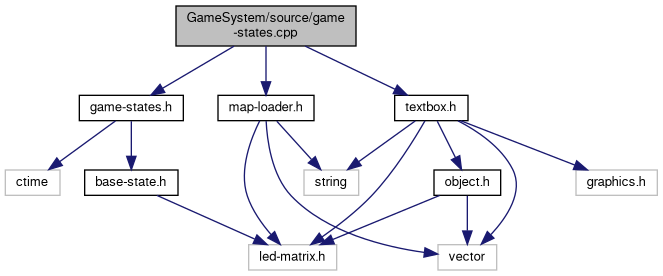 GameSystem/source/game
-states.cpp
game-states.h
map-loader.h
textbox.h
ctime
base-state.h
string
object.h
graphics.h
led-matrix.h
vector